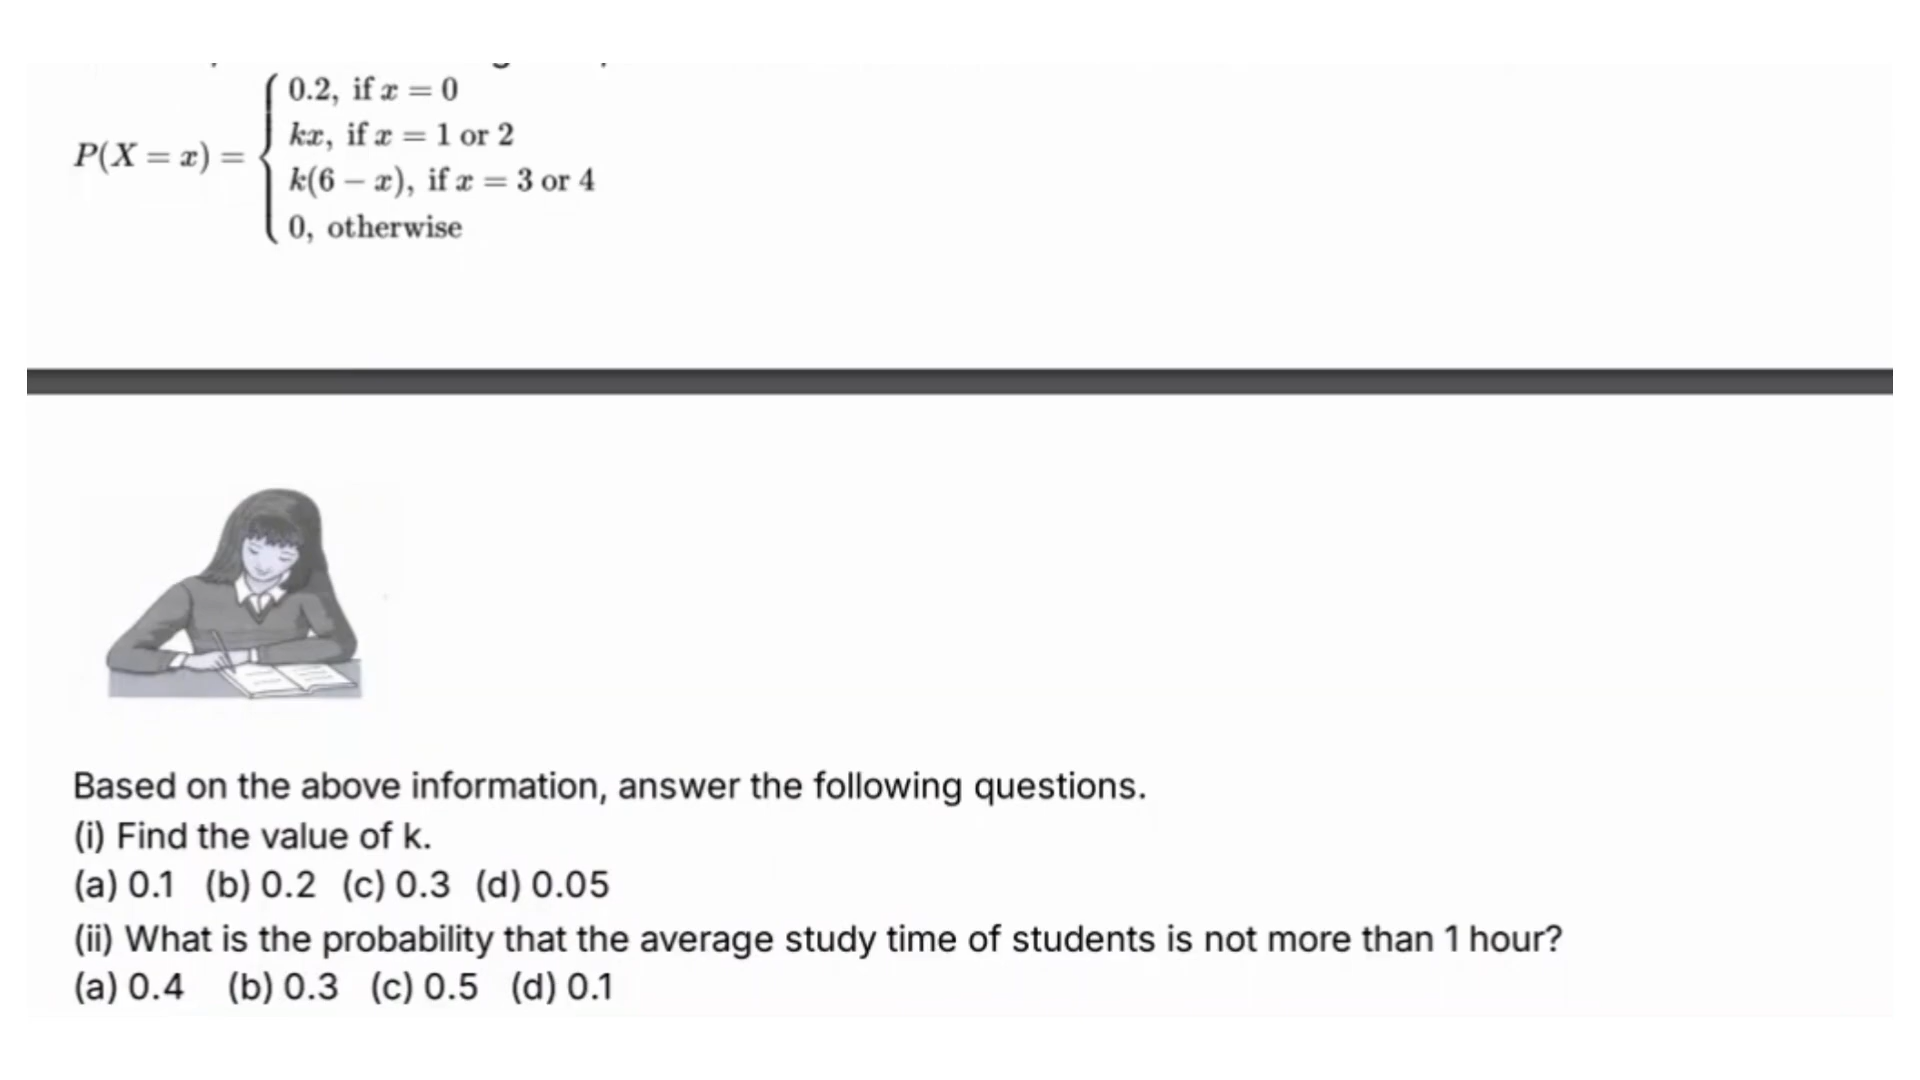 P(X = x) = { 0.2, if x = 0
kx, if x = 1 or 2
k(6 − x), if x = 3 or 4
0, otherwise
Based on the above information, answer the following questions.
(i) Find the value of k.
(a) 0.1 (b) 0.2 (c) 0.3 (d) 0.05
(ii) What is the probability that the average study time of students is not more than 1 hour?
(a) 0.4 (b) 0.3 (c) 0.5 (d) 0.1